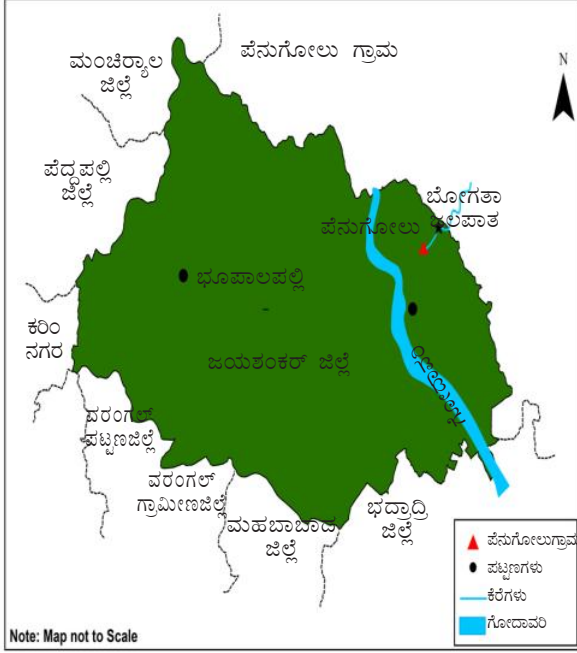 ಪೆನುಗೋಲು ಗ್ರಾಮ
ಮಂಚಿರ್‍ಯಾಲ
ಜಿಲ್ಲೆ
N
ಪೆದ್ದಪಲ್ಲಿ
ಜಿಲ್ಲೆ
ಬೋಗತಾ
ಜಲಪಾತ
ಪೆನುಗೋಲು
ಭೂಪಾಲಪಲ್ಲಿ
ಕರಿಂ
ನಗರ
ಜಯಶಂಕರ್ ಜಿಲ್ಲೆ
ವರಂಗಲ್
ಪಟ್ಟಣಜಿಲ್ಲೆ
ವರಂಗಲ್
ಗ್ರಾಮೀಣಜಿಲ್ಲೆ
ಮಹಬಾಬಾದ
ಜಿಲ್ಲೆ
ಭದ್ರಾದ್ರಿ
ಜಿಲ್ಲೆ
ಪೆನುಗೋಲುಗ್ರಾಮ
ಪಟ್ಟಣಗಳು
ಕೆರೆಗಳು
ಗೋದಾವರಿ
Note: Map not to Scale